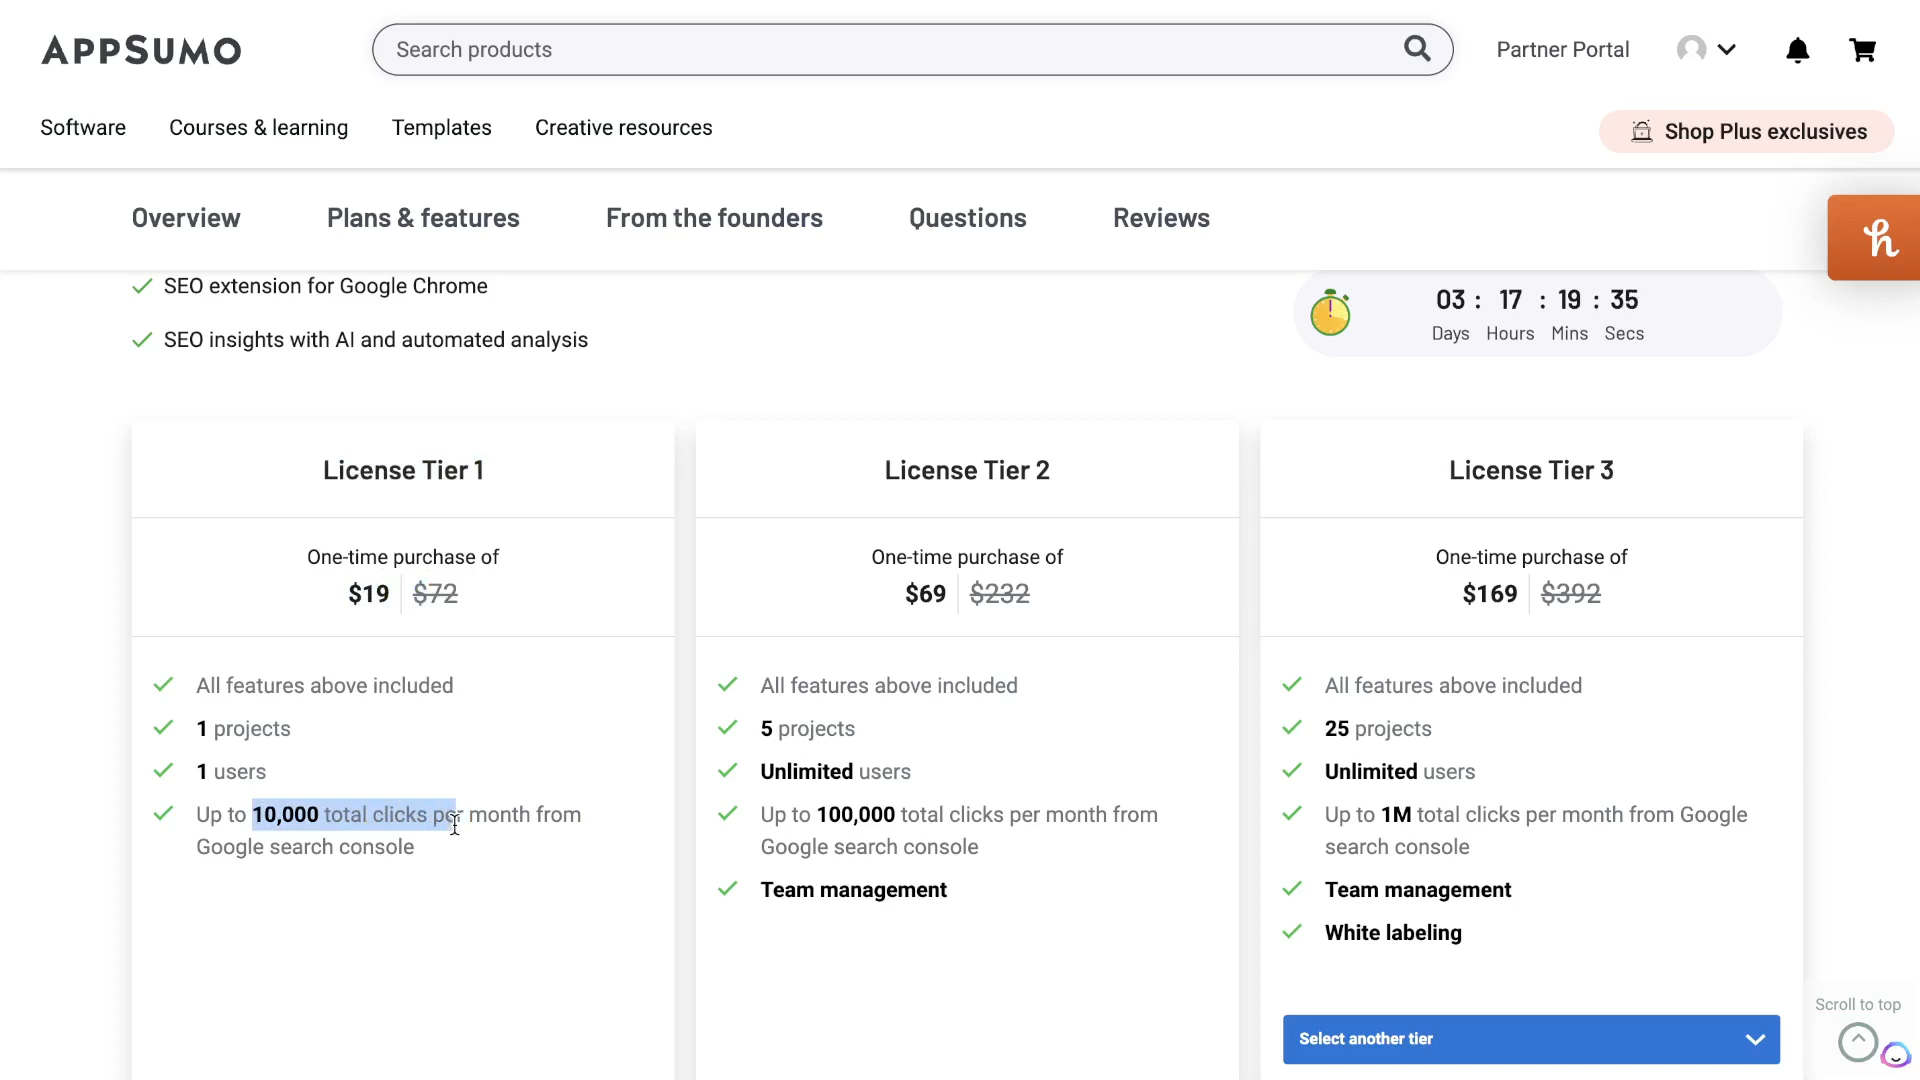 APPSUMO
Search products
Partner Portal
Software
Courses & learning
Templates
Creative resources
Shop Plus exclusives
Overview
Plans & features
From the founders
Questions
Reviews
h
SEO extension for Google Chrome
SEO insights with AI and automated analysis
03 : 17 : 19 : 35
Days Hours Mins Secs
License Tier 1
One-time purchase of
$19 $72
All features above included
1 projects
1 users
Up to 10,000 total clicks per month from
Google search console
License Tier 2
One-time purchase of
$69 $232
All features above included
5 projects
Unlimited users
Up to 100,000 total clicks per month from
Google search console
Team management
License Tier 3
One-time purchase of
$169 $392
All features above included
25 projects
Unlimited users
Up to 1M total clicks per month from Google
search console
Team management
White labeling
Select another tier
Scroll to top